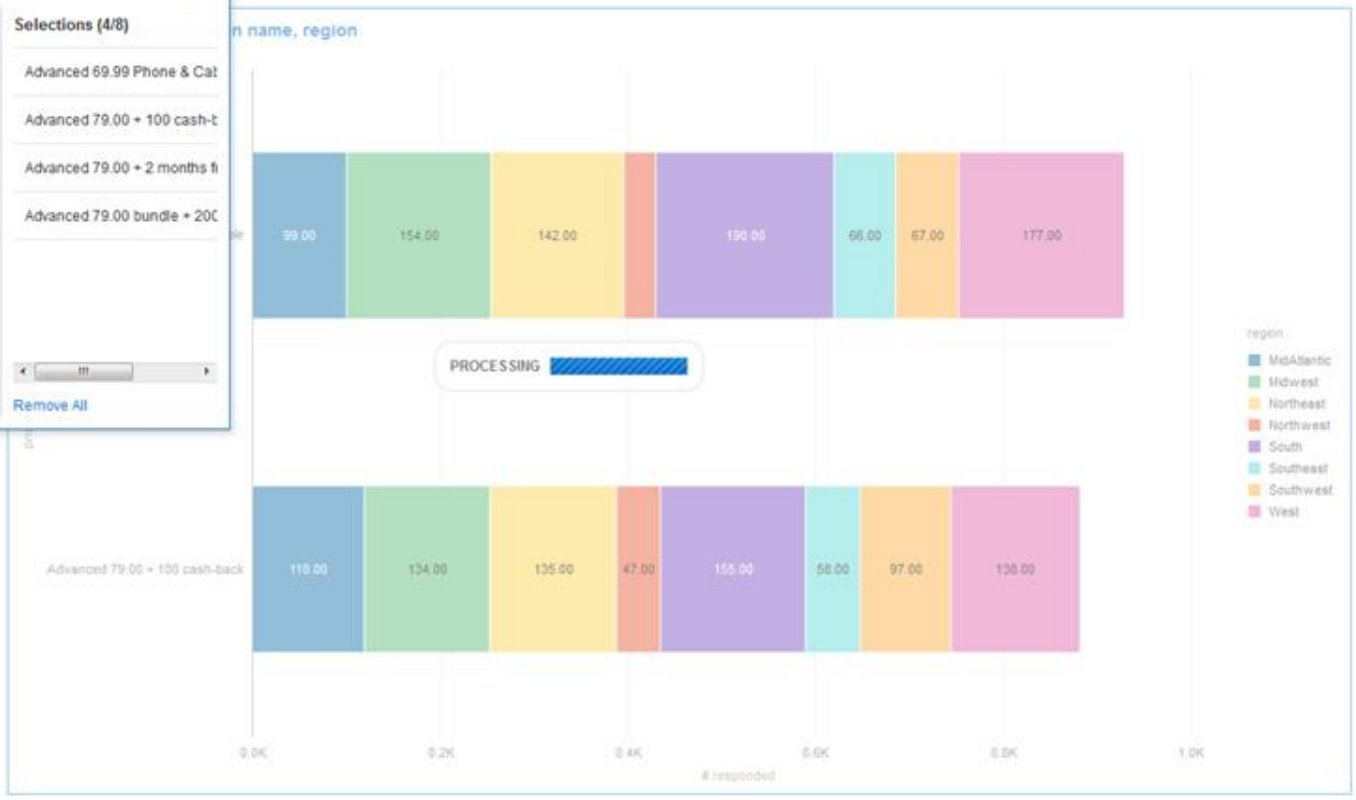 Selections (4/8)
Advanced 69.99 Phone & Cab
Advanced 79.00 + 100 cash-b
Advanced 79.00 + 2 months fr
Advanced 79.00 bundle + 200
Remove All
n name, region
99.00 154.00 142.00 190.00 66.00 67.00 177.00
PROCESSING
Advanced 79.00 + 100 cash-back
118.00 134.00 135.00 47.00 155.00 58.00 97.00 138.00
0.0K 0.2K 0.4K 0.6K 0.8K 1.0K
# responded
region
MidAtlantic
Midwest
Northeast
Northwest
South
Southeast
Southwest
West